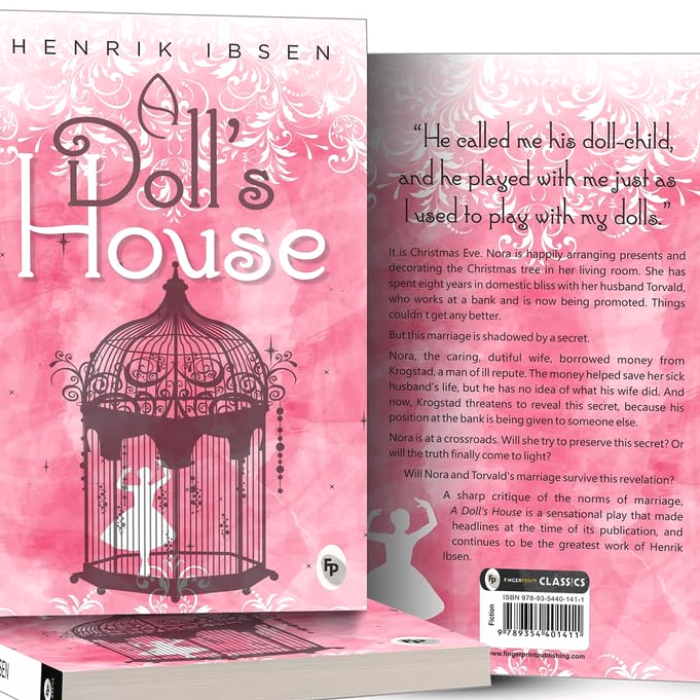 HENRIK IBSEN
A
Doll's
House
Fp
"He called me his doll-child,
and he played with me just as
I used to play with my dolls."
It is Christmas Eve. Nora is happily arranging presents and
decorating the Christmas tree in her living room. She has
spent eight years in domestic bliss with her husband Torvald,
who works at a bank and is now being promoted. Things
couldn't get any better.
But this marriage is shadowed by a secret.
Nora, the caring, dutiful wife, borrowed money from
Krogstad, a man of ill repute. The money helped save her sick
husband's life, but he has no idea of what his wife did. And
now, Krogstad threatens to reveal this secret, because his
position at the bank is being given to someone else.
Nora is at a crossroads. Will she try to preserve this secret? Or
will the truth finally come to light?
Will Nora and Torvald's marriage survive this revelation?
A sharp critique of the norms of marriage,
A Doll's House is a sensational play that made
headlines at the time of its publication, and
continues to be the greatest work of Henrik
Ibsen.
Fp FINGERPRINT! CLASSICS
ISBN 978-93-5440-141-1
Fiction
9 789354 401411
www.fingerprintpublishing.com
SEN